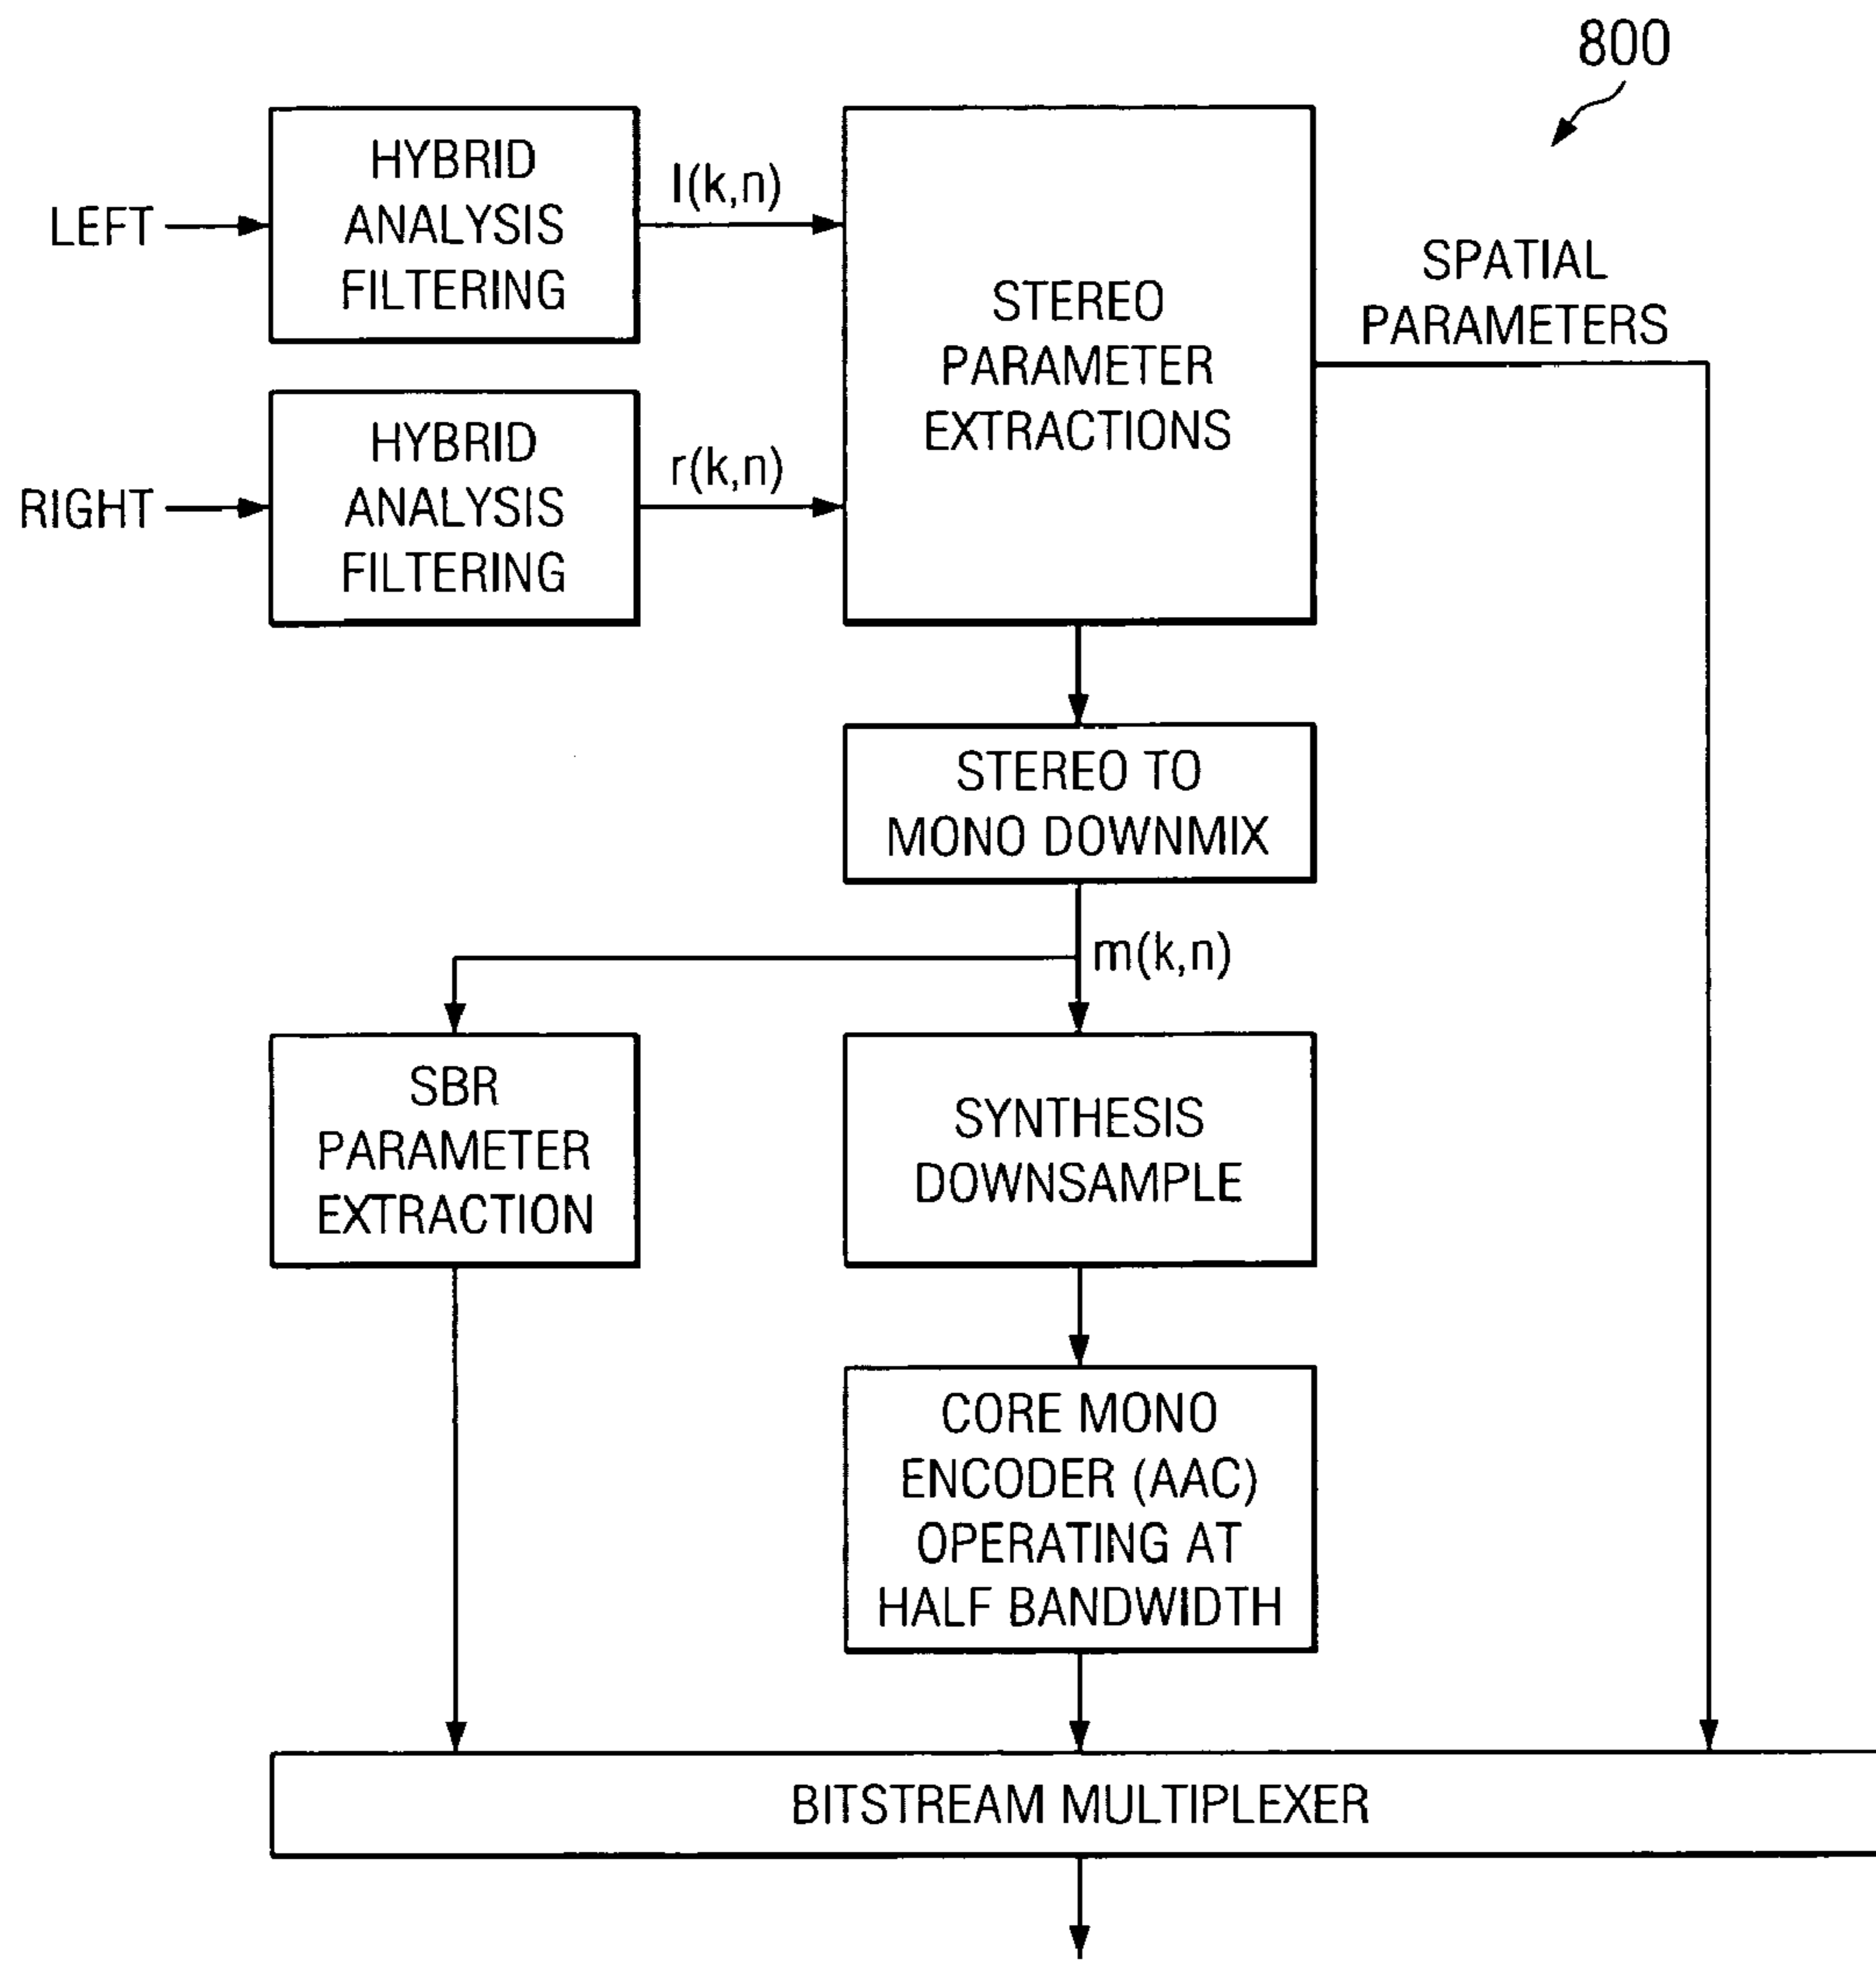 800
HYBRID
ANALYSIS
FILTERING
LEFT
l(k,n)
HYBRID
ANALYSIS
FILTERING
RIGHT
r(k,n)
STEREO
PARAMETER
EXTRACTIONS
SPATIAL
PARAMETERS
STEREO TO
MONO DOWNMIX
m(k,n)
SBR
PARAMETER
EXTRACTION
SYNTHESIS
DOWNSAMPLE
CORE MONO
ENCODER (AAC)
OPERATING AT
HALF BANDWIDTH
BITSTREAM MULTIPLEXER